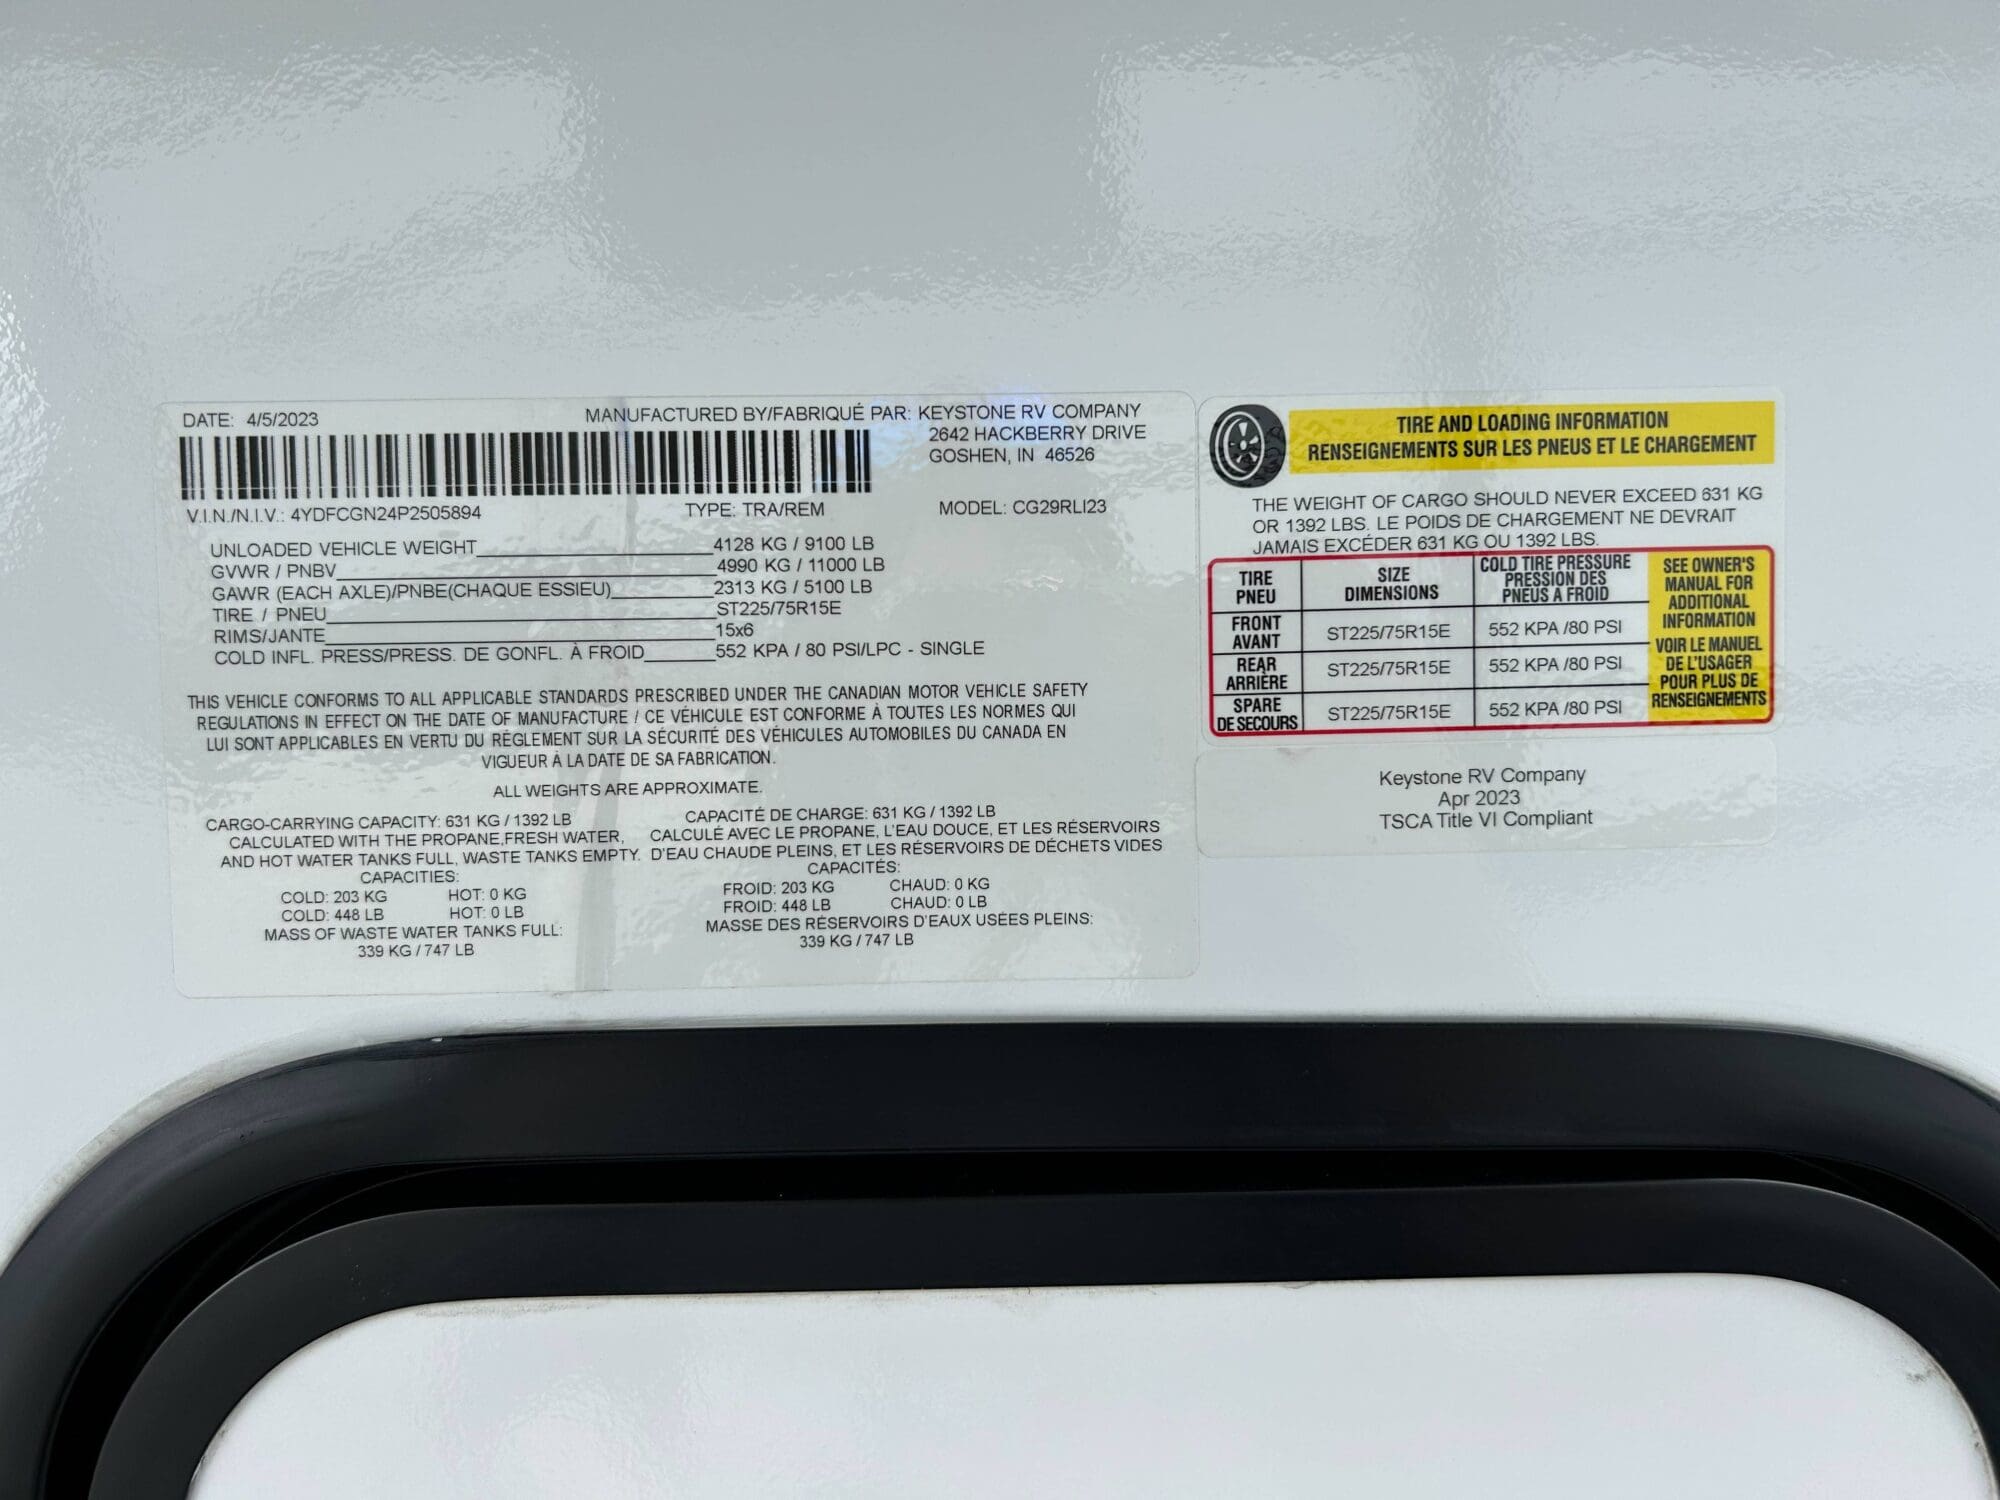 DATE: 4/5/2023
MANUFACTURED BY/FABRIQUÉ PAR: KEYSTONE RV COMPANY
2642 HACKBERRY DRIVE
GOSHEN, IN 46526
V.I.N./N.I.V.: 4YDFCGN24P2505894 TYPE: TRA/REM MODEL: CG29RLI23
UNLOADED VEHICLE WEIGHT 4128 KG / 9100 LB
GVWR / PNBV 4990 KG / 11000 LB
GAWR (EACH AXLE)/PNBE(CHAQUE ESSIEU) 2313 KG / 5100 LB
TIRE / PNEU ST225/75R15E
RIMS/JANTE 15x6
COLD INFL. PRESS/PRESS. DE GONFL. À FROID 552 KPA / 80 PSI/LPC - SINGLE
THIS VEHICLE CONFORMS TO ALL APPLICABLE STANDARDS PRESCRIBED UNDER THE CANADIAN MOTOR VEHICLE SAFETY
REGULATIONS IN EFFECT ON THE DATE OF MANUFACTURE / CE VÉHICULE EST CONFORME À TOUTES LES NORMES QUI
LUI SONT APPLICABLES EN VERTU DU RÈGLEMENT SUR LA SÉCURITÉ DES VÉHICULES AUTOMOBILES DU CANADA EN
VIGUEUR À LA DATE DE SA FABRICATION.
ALL WEIGHTS ARE APPROXIMATE.
CARGO-CARRYING CAPACITY: 631 KG / 1392 LB
CALCULATED WITH THE PROPANE,FRESH WATER,
AND HOT WATER TANKS FULL, WASTE TANKS EMPTY.
CAPACITIES:
COLD: 203 KG HOT: 0 KG
COLD: 448 LB HOT: 0 LB
MASS OF WASTE WATER TANKS FULL:
339 KG / 747 LB
CAPACITÉ DE CHARGE: 631 KG / 1392 LB
CALCULÉ AVEC LE PROPANE, L'EAU DOUCE, ET LES RÉSERVOIRS
D'EAU CHAUDE PLEINS, ET LES RÉSERVOIRS DE DÉCHETS VIDES
CAPACITÉS:
FROID: 203 KG CHAUD: 0 KG
FROID: 448 LB CHAUD: 0 LB
MASSE DES RÉSERVOIRS D'EAUX USÉES PLEINS:
339 KG / 747 LB
TIRE AND LOADING INFORMATION
RENSEIGNEMENTS SUR LES PNEUS ET LE CHARGEMENT
THE WEIGHT OF CARGO SHOULD NEVER EXCEED 631 KG
OR 1392 LBS. LE POIDS DE CHARGEMENT NE DEVRAIT
JAMAIS EXCÉDER 631 KG OU 1392 LBS.
TIRE
PNEU
SIZE
DIMENSIONS
COLD TIRE PRESSURE
PRESSION DES
PNEUS A FROID
FRONT
AVANT
ST225/75R15E
552 KPA /80 PSI
REAR
ARRIÈRE
ST225/75R15E
552 KPA /80 PSI
SPARE
DE SECOURS
ST225/75R15E
552 KPA /80 PSI
SEE OWNER'S
MANUAL FOR
ADDITIONAL
INFORMATION
VOIR LE MANUEL
DE L'USAGER
POUR PLUS DE
RENSEIGNEMENTS
Keystone RV Company
Apr 2023
TSCA Title VI Compliant